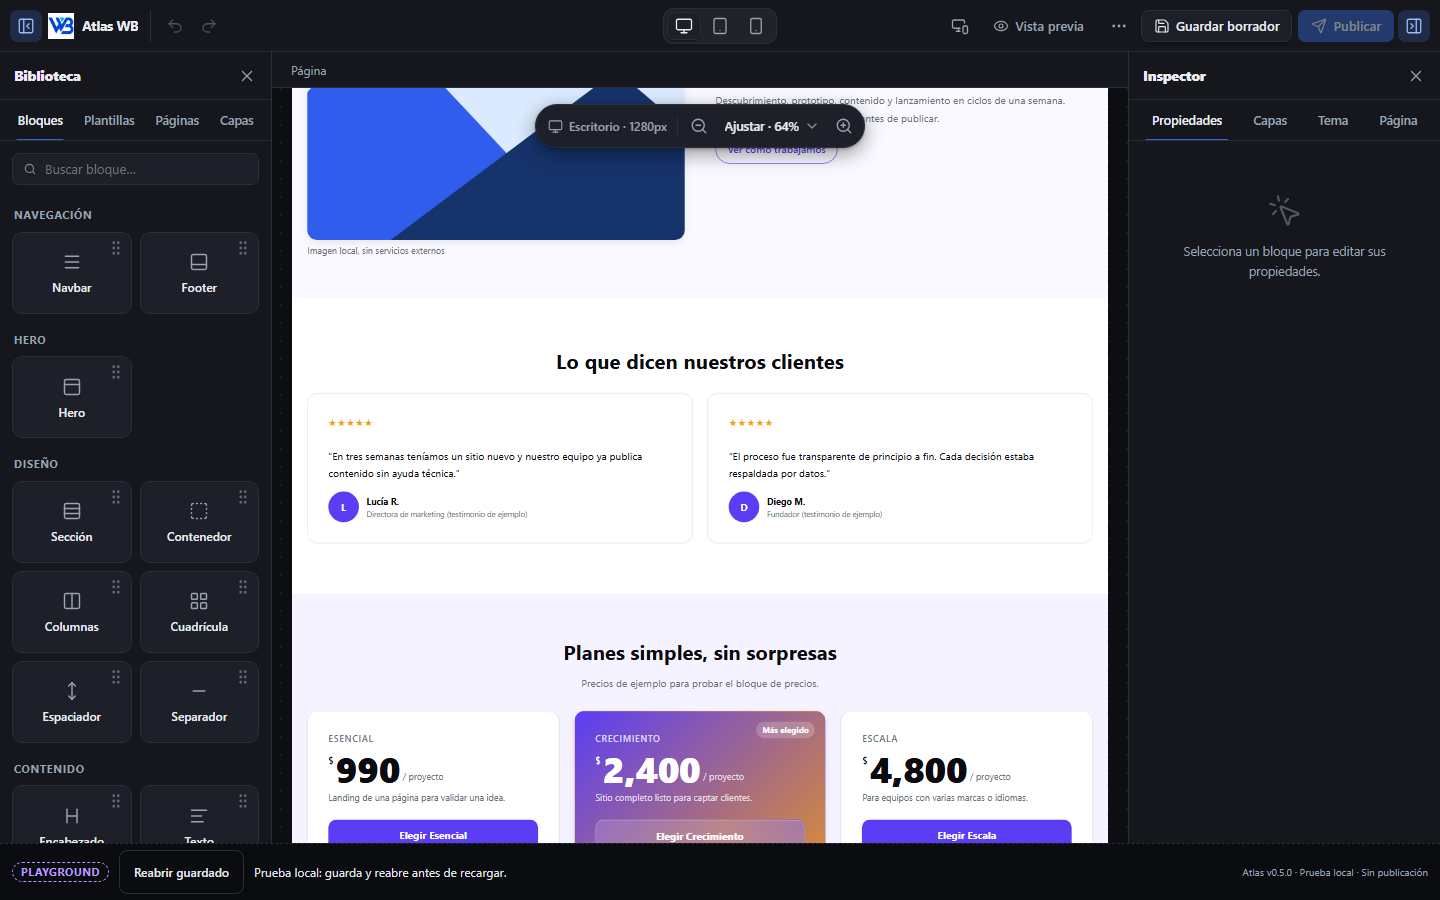 WB Atlas WB
Vista previa
Guardar borrador
Publicar
Biblioteca
Bloques
Plantillas
Páginas
Capas
Buscar bloque...
NAVEGACIÓN
Navbar
Footer
HERO
Hero
DISEÑO
Sección
Contenedor
Columnas
Cuadrícula
Espaciador
Separador
CONTENIDO
Encabezado
Texto
Página
Escritorio · 1280px
Ajustar · 64%
Descubrimiento, prototipo, contenido y lanzamiento en ciclos de una semana.
antes de publicar.
Ver cómo trabajamos
Imagen local, sin servicios externos
Lo que dicen nuestros clientes
★★★★★
“En tres semanas teníamos un sitio nuevo y nuestro equipo ya publica
contenido sin ayuda técnica.”
L
Lucía R.
Directora de marketing (testimonio de ejemplo)
★★★★★
“El proceso fue transparente de principio a fin. Cada decisión estaba
respaldada por datos.”
D
Diego M.
Fundador (testimonio de ejemplo)
Planes simples, sin sorpresas
Precios de ejemplo para probar el bloque de precios.
ESENCIAL
$990 / proyecto
Landing de una página para validar una idea.
Elegir Esencial
Más elegido
CRECIMIENTO
$2,400 / proyecto
Sitio completo listo para captar clientes.
Elegir Crecimiento
ESCALA
$4,800 / proyecto
Para equipos con varias marcas o idiomas.
Elegir Escala
Inspector
Propiedades
Capas
Tema
Página
Selecciona un bloque para editar sus
propiedades.
PLAYGROUND
Reabrir guardado
Prueba local: guarda y reabre antes de recargar.
Atlas v0.5.0 · Prueba local · Sin publicación